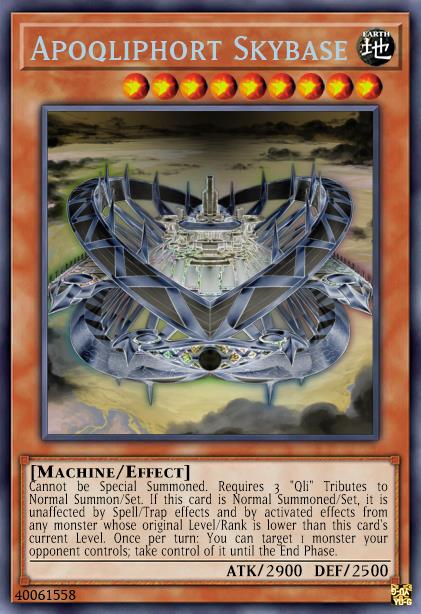 Apoqliphort Skybase
EARTH
地
[Machine/Effect]
Cannot be Special Summoned. Requires 3 "Qli" Tributes to
Normal Summon/Set. If this card is Normal Summoned/Set, it is
unaffected by Spell/Trap effects and by activated effects from
any monster whose original Level/Rank is lower than this card's
current Level. Once per turn: You can target 1 monster your
opponent controls; take control of it until the End Phase.
ATK/2900 DEF/2500
40061558